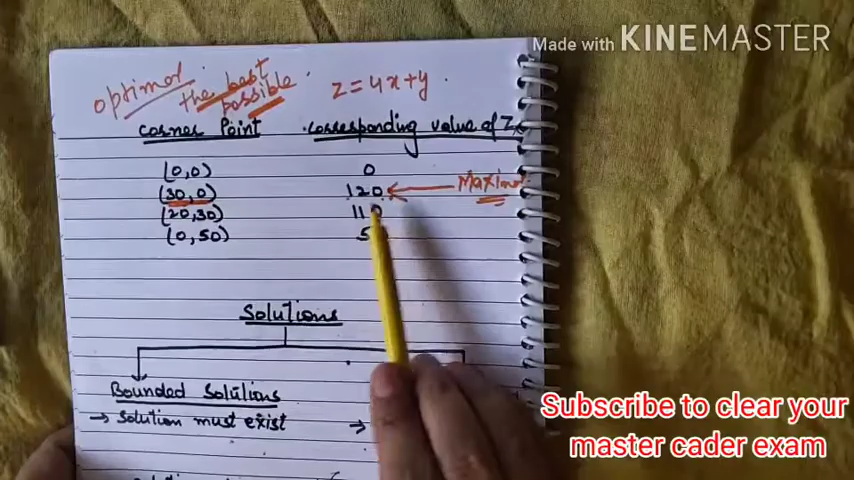 Made with KINEMASTER
optimal
the best
possible
z = 4x+y
corner Point
corresponding value of Z
(0,0) 0
(30,0) 120
(20,30) 110
(0,50)
Solutions
Bounded Solutions
→ Solution must exist
Subscribe to clear your
master cader exam